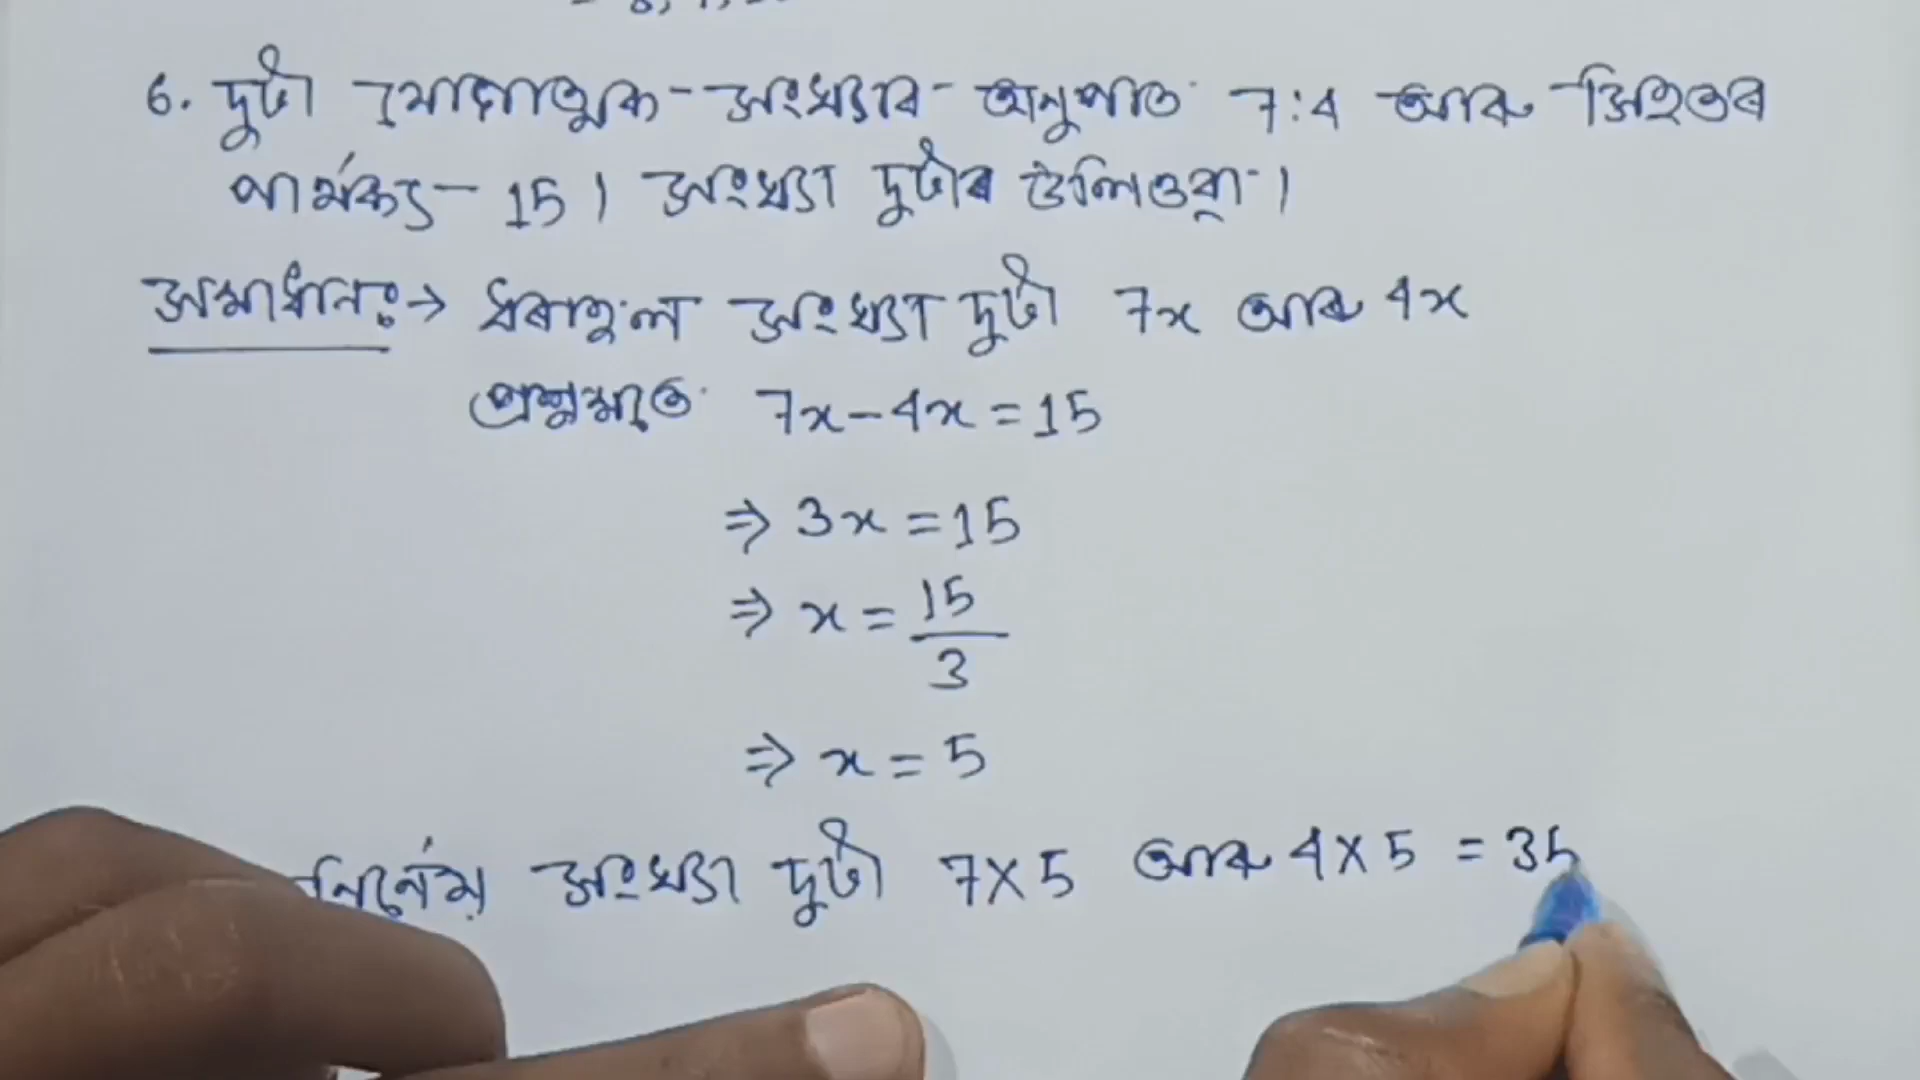 6. দুটা যোগাত্মক সংখ্যাৰ অনুপাত 7:4 আৰু সিহঁতৰ
পাৰ্থক্য 15। সংখ্যা দুটা উলিওৱা।
সমাধানঃ→ ধৰাহ'ল সংখ্যা দুটা 7x আৰু 4x
প্ৰশ্নমতে 7x-4x=15
⇒ 3x=15
⇒ x=15/3
⇒ x=5
নিৰ্ণেয় সংখ্যা দুটা 7×5 আৰু 4×5 = 35